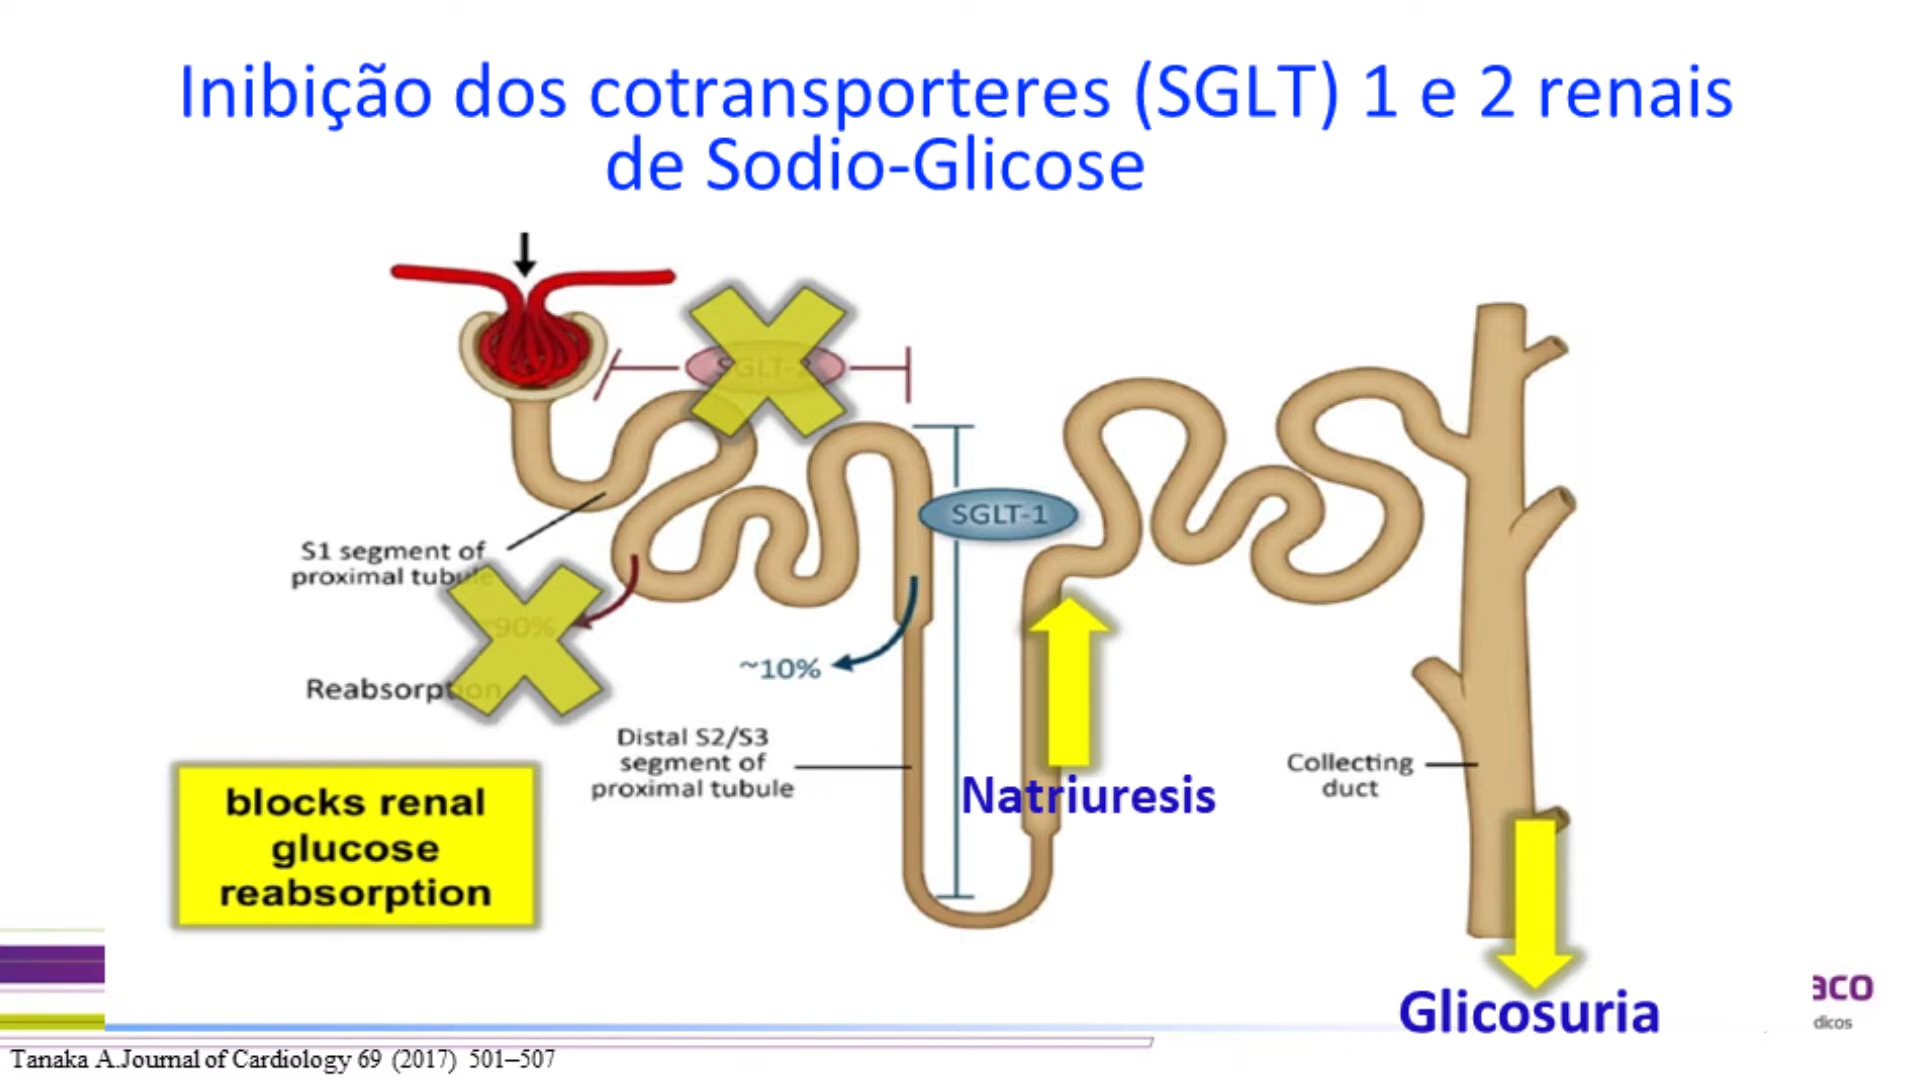 Inibição dos cotransporteres (SGLT) 1 e 2 renais
de Sodio-Glicose
SGLT-2
SGLT-1
S1 segment of
proximal tubule
~90%
Reabsorption
~10%
Distal S2/S3
segment of
proximal tubule
Natriuresis
Collecting
duct
blocks renal
glucose
reabsorption
Glicosuria
aco
dicos
Tanaka A.Journal of Cardiology 69 (2017) 501–507